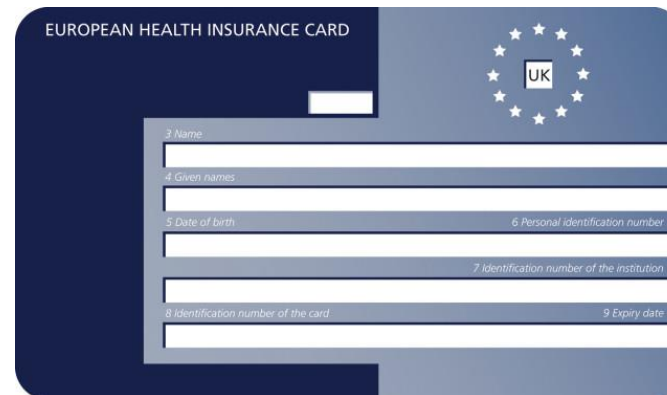 EUROPEAN HEALTH INSURANCE CARD
UK
3 Name
4 Given names
5 Date of birth 6 Personal identification number
7 Identification number of the institution
8 Identification number of the card 9 Expiry date